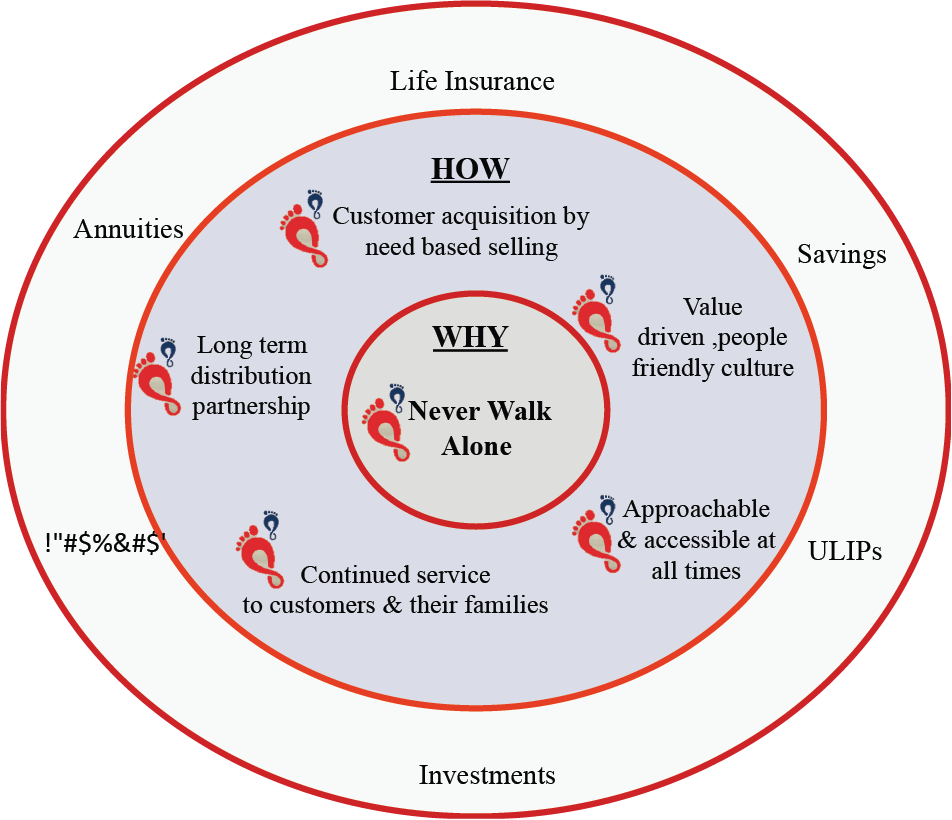 Life Insurance
HOW
Customer acquisition by
need based selling
Annuities
Savings
Value
driven ,people
friendly culture
Long term
distribution
partnership
WHY
Never Walk
Alone
Approachable
& accessible at
all times
!"#$%&#$'
ULIPs
Continued service
to customers & their families
Investments